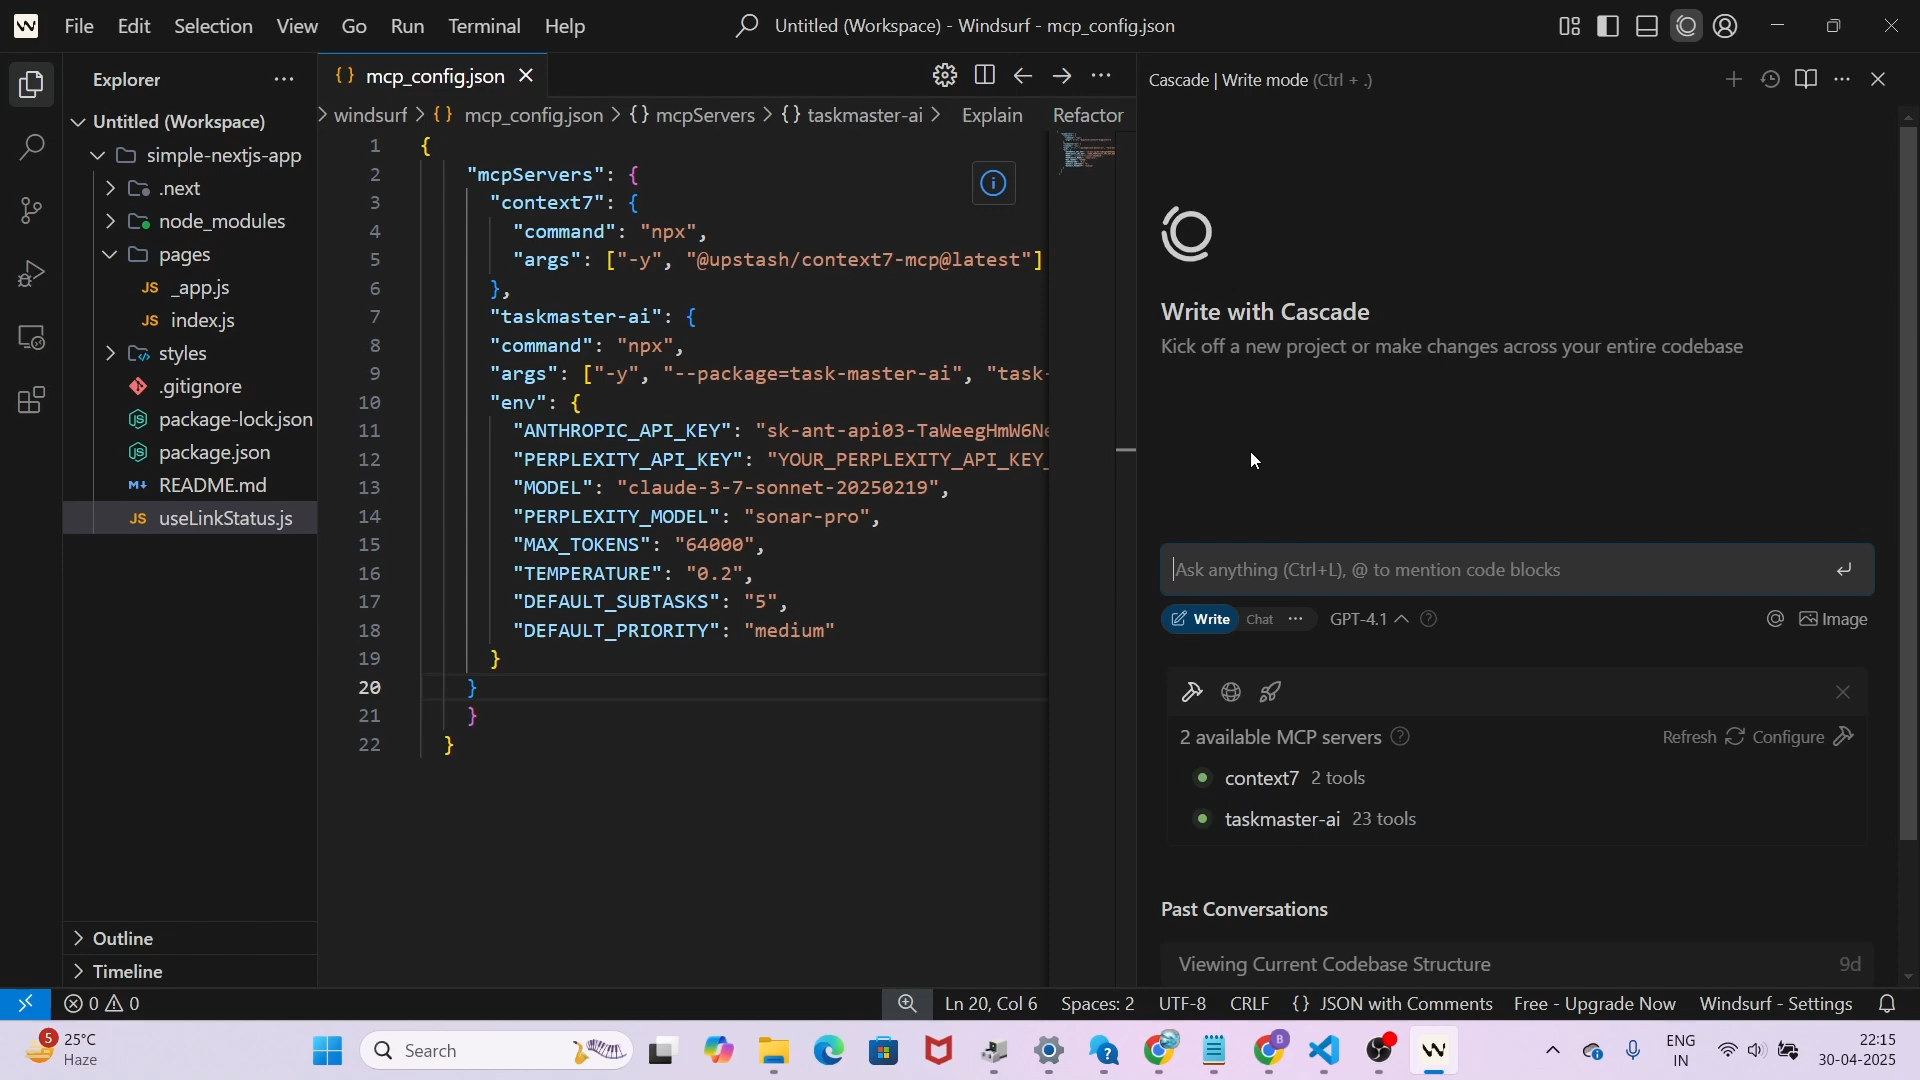 File Edit Selection View Go Run Terminal Help
Untitled (Workspace) - Windsurf - mcp_config.json
Explorer
Untitled (Workspace)
simple-nextjs-app
.next
node_modules
pages
JS _app.js
JS index.js
styles
.gitignore
package-lock.json
package.json
README.md
JS useLinkStatus.js
Outline
Timeline
{} mcp_config.json
windsurf > {} mcp_config.json > {} mcpServers > {} taskmaster-ai > Explain Refactor
1 {
2 "mcpServers": {
3 "context7": {
4 "command": "npx",
5 "args": ["-y", "@upstash/context7-mcp@latest"]
6 },
7 "taskmaster-ai": {
8 "command": "npx",
9 "args": ["-y", "--package=task-master-ai", "task-
10 "env": {
11 "ANTHROPIC_API_KEY": "sk-ant-api03-TaWeegHmW6Ne
12 "PERPLEXITY_API_KEY": "YOUR_PERPLEXITY_API_KEY_
13 "MODEL": "claude-3-7-sonnet-20250219",
14 "PERPLEXITY_MODEL": "sonar-pro",
15 "MAX_TOKENS": "64000",
16 "TEMPERATURE": "0.2",
17 "DEFAULT_SUBTASKS": "5",
18 "DEFAULT_PRIORITY": "medium"
19 }
20 }
21 }
22 }
Cascade | Write mode (Ctrl + .)
Write with Cascade
Kick off a new project or make changes across your entire codebase
Ask anything (Ctrl+L), @ to mention code blocks
Write Chat ... GPT-4.1
@ Image
2 available MCP servers
Refresh Configure
context7 2 tools
taskmaster-ai 23 tools
Past Conversations
Viewing Current Codebase Structure 9d
0 0
Ln 20, Col 6 Spaces: 2 UTF-8 CRLF {} JSON with Comments Free - Upgrade Now Windsurf - Settings
5 25°C
Haze
Search
B
ENG
IN
22:15
30-04-2025